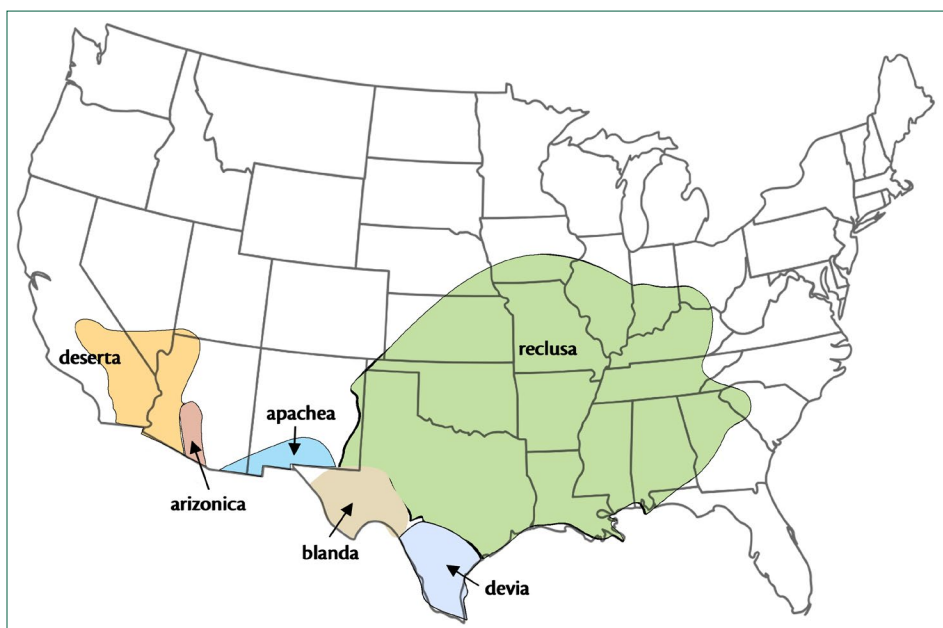 reclusa
deserta
apachea
arizonica
blanda
devia